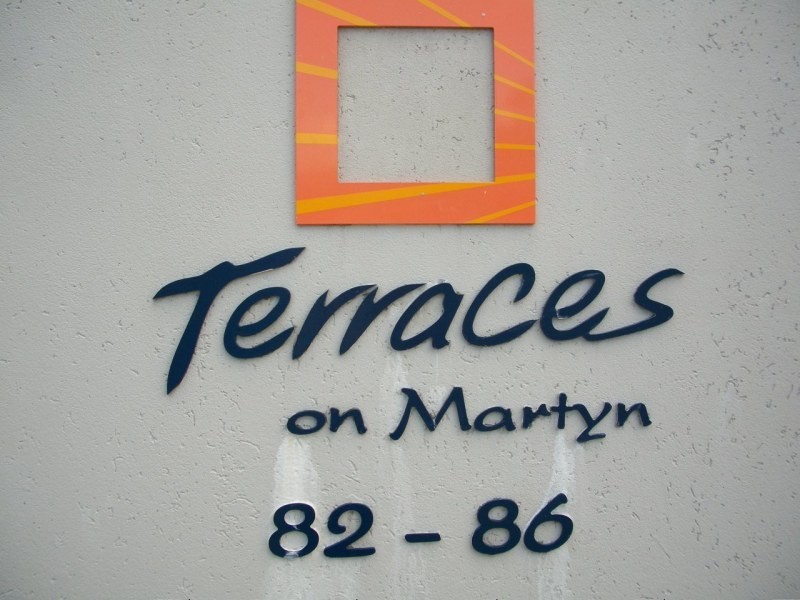 Terraces
on Martyn
82 - 86